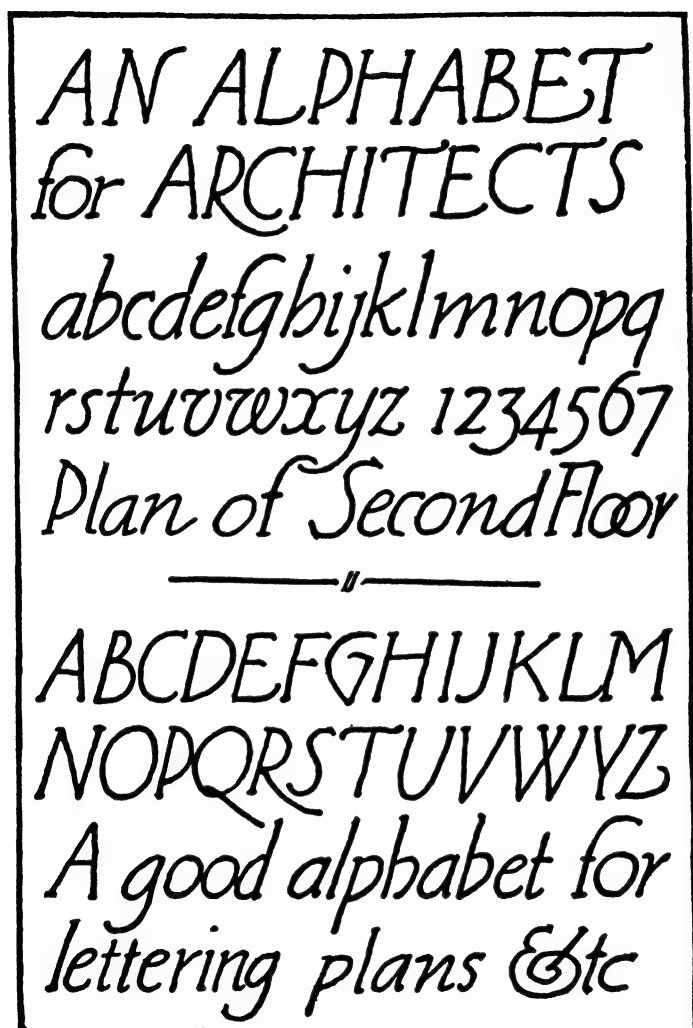 AN ALPHABET
for ARCHITECTS
abcdefghijklmnopq
rstuvwxyz 1234567
Plan of Second Floor
ABCDEFGHIJKLM
NOPQRSTUVWYZ
A good alphabet for
lettering plans &tc